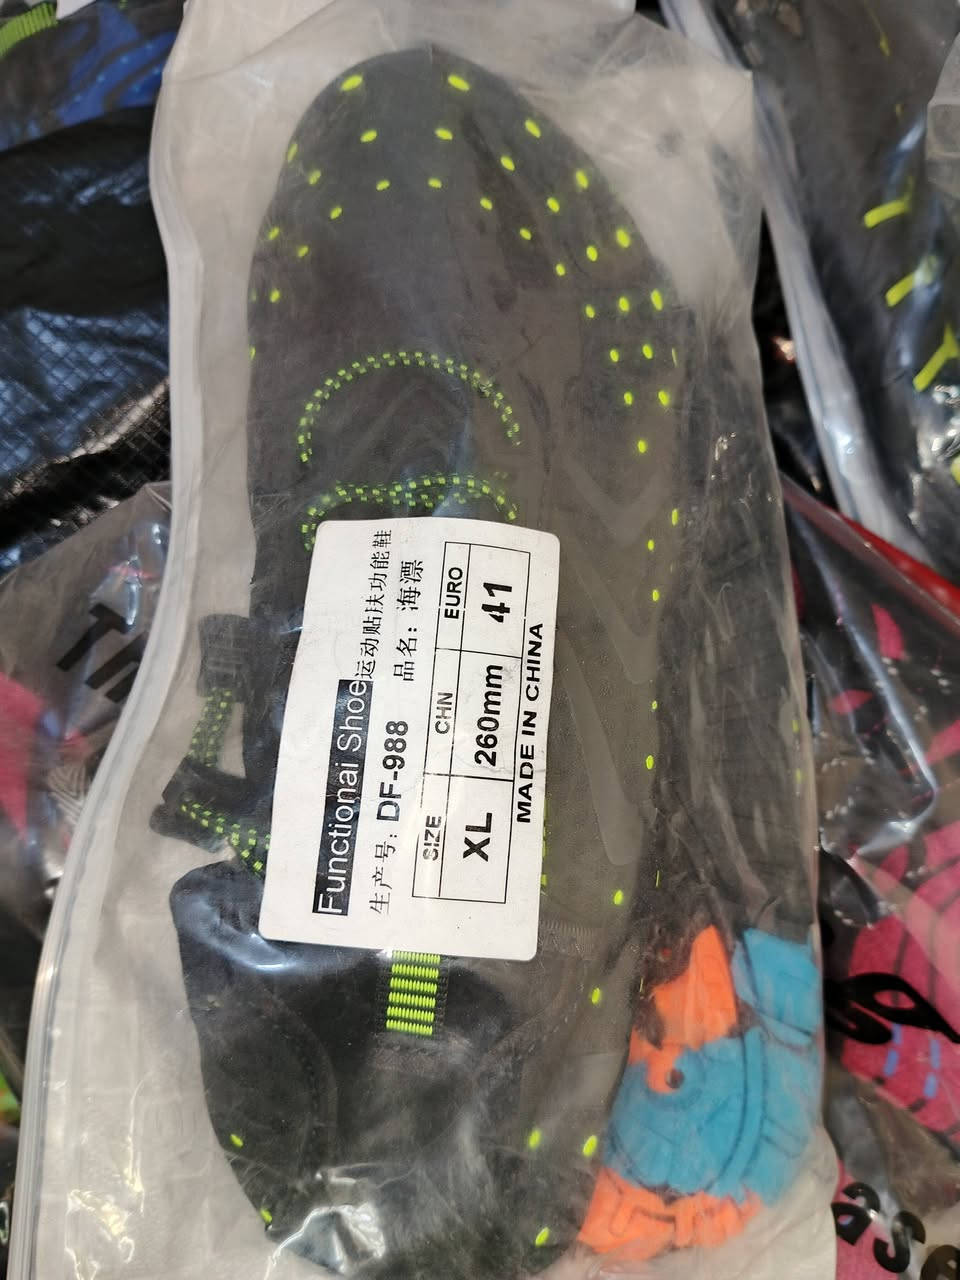 Functionai Shoe运动贴肤功能鞋
生产号: DF-988 品名: 海漂
SIZE CHN EURO
XL 260mm 41
MADE IN CHINA